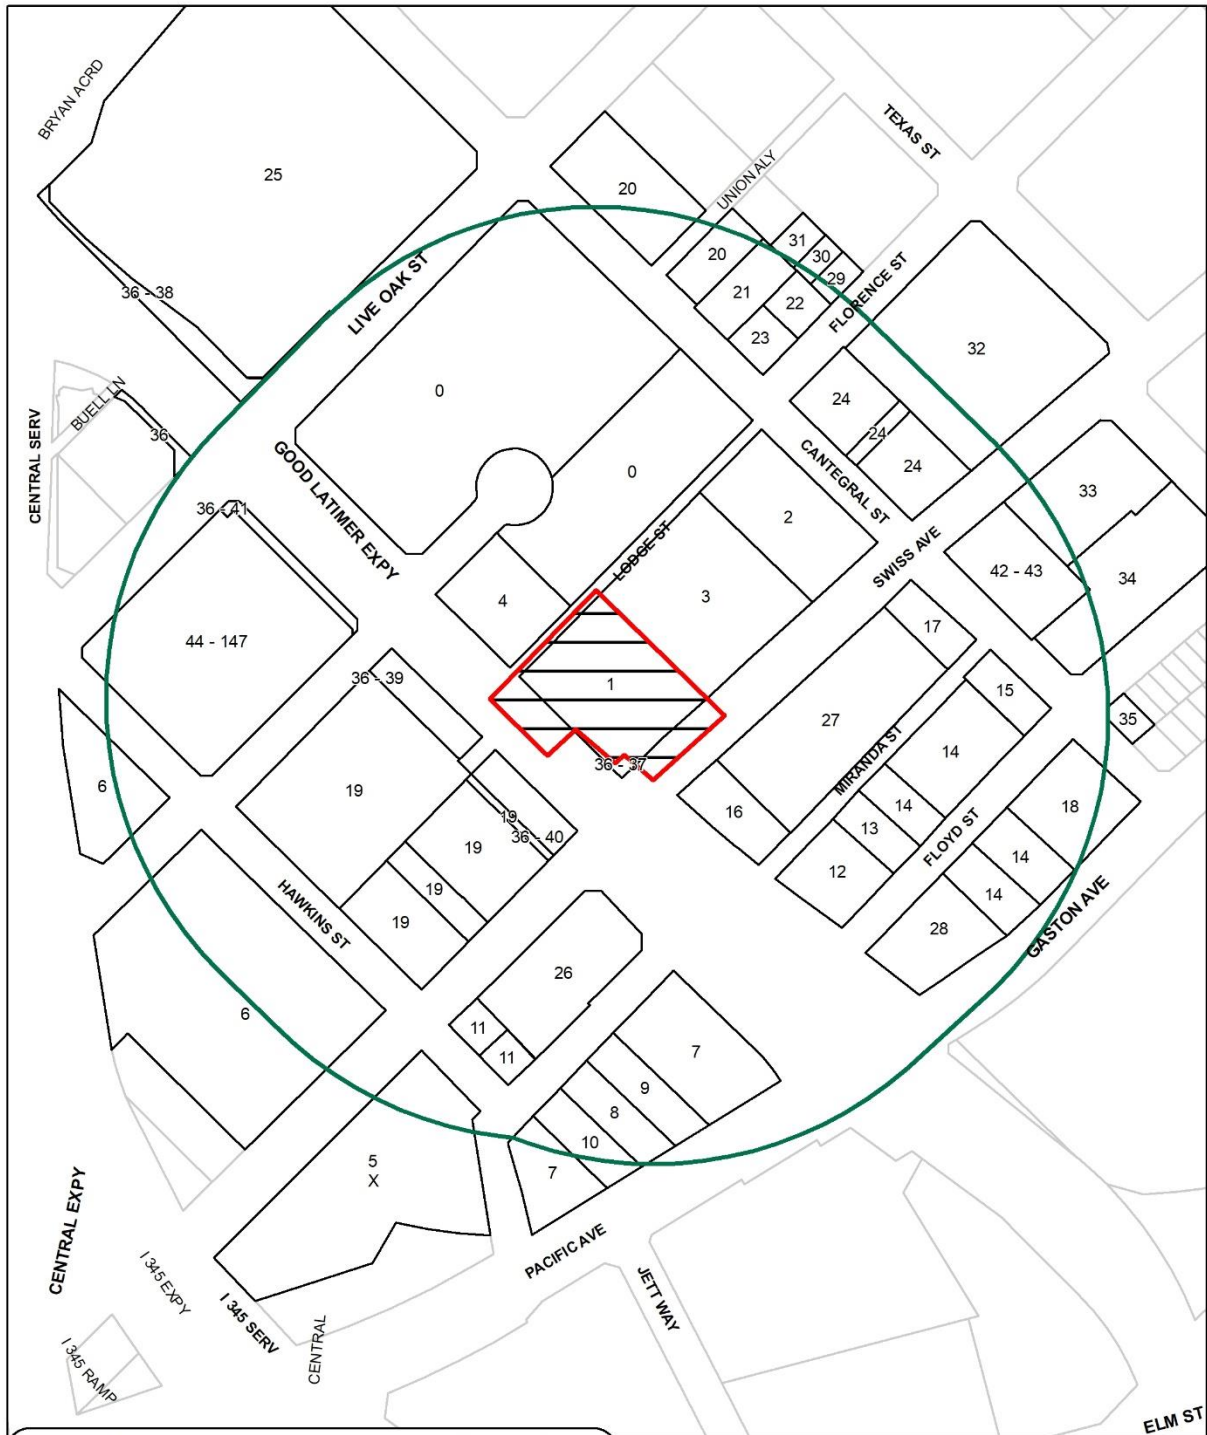 TEXAS ST
BRYAN ACRD
25
20
UNION ALY
31
30
29
20
21
22
23
FLORENCE ST
36 - 38
LIVE OAK ST
32
0
24
24
24
BUELL LN
36
CENTRAL SERV
GOOD LATIMER EXPY
0
CANTEGRAL ST
33
36 - 41
2
LODGE ST
SWISS AVE
42 - 43
34
4
3
17
44 - 147
36 - 39
1
15
35
27
36 - 37
MIRANDA ST
14
6
19
19
36 - 40
19
16
14
13
18
FLOYD ST
19
12
14
14
HAWKINS ST
19
28
GASTON AVE
26
6
11
11
7
9
8
10
7
5
X
CENTRAL EXPY
PACIFIC AVE
I 345 EXPY
JETT WAY
I 345 SERV
CENTRAL
I 345 RAMP
ELM ST